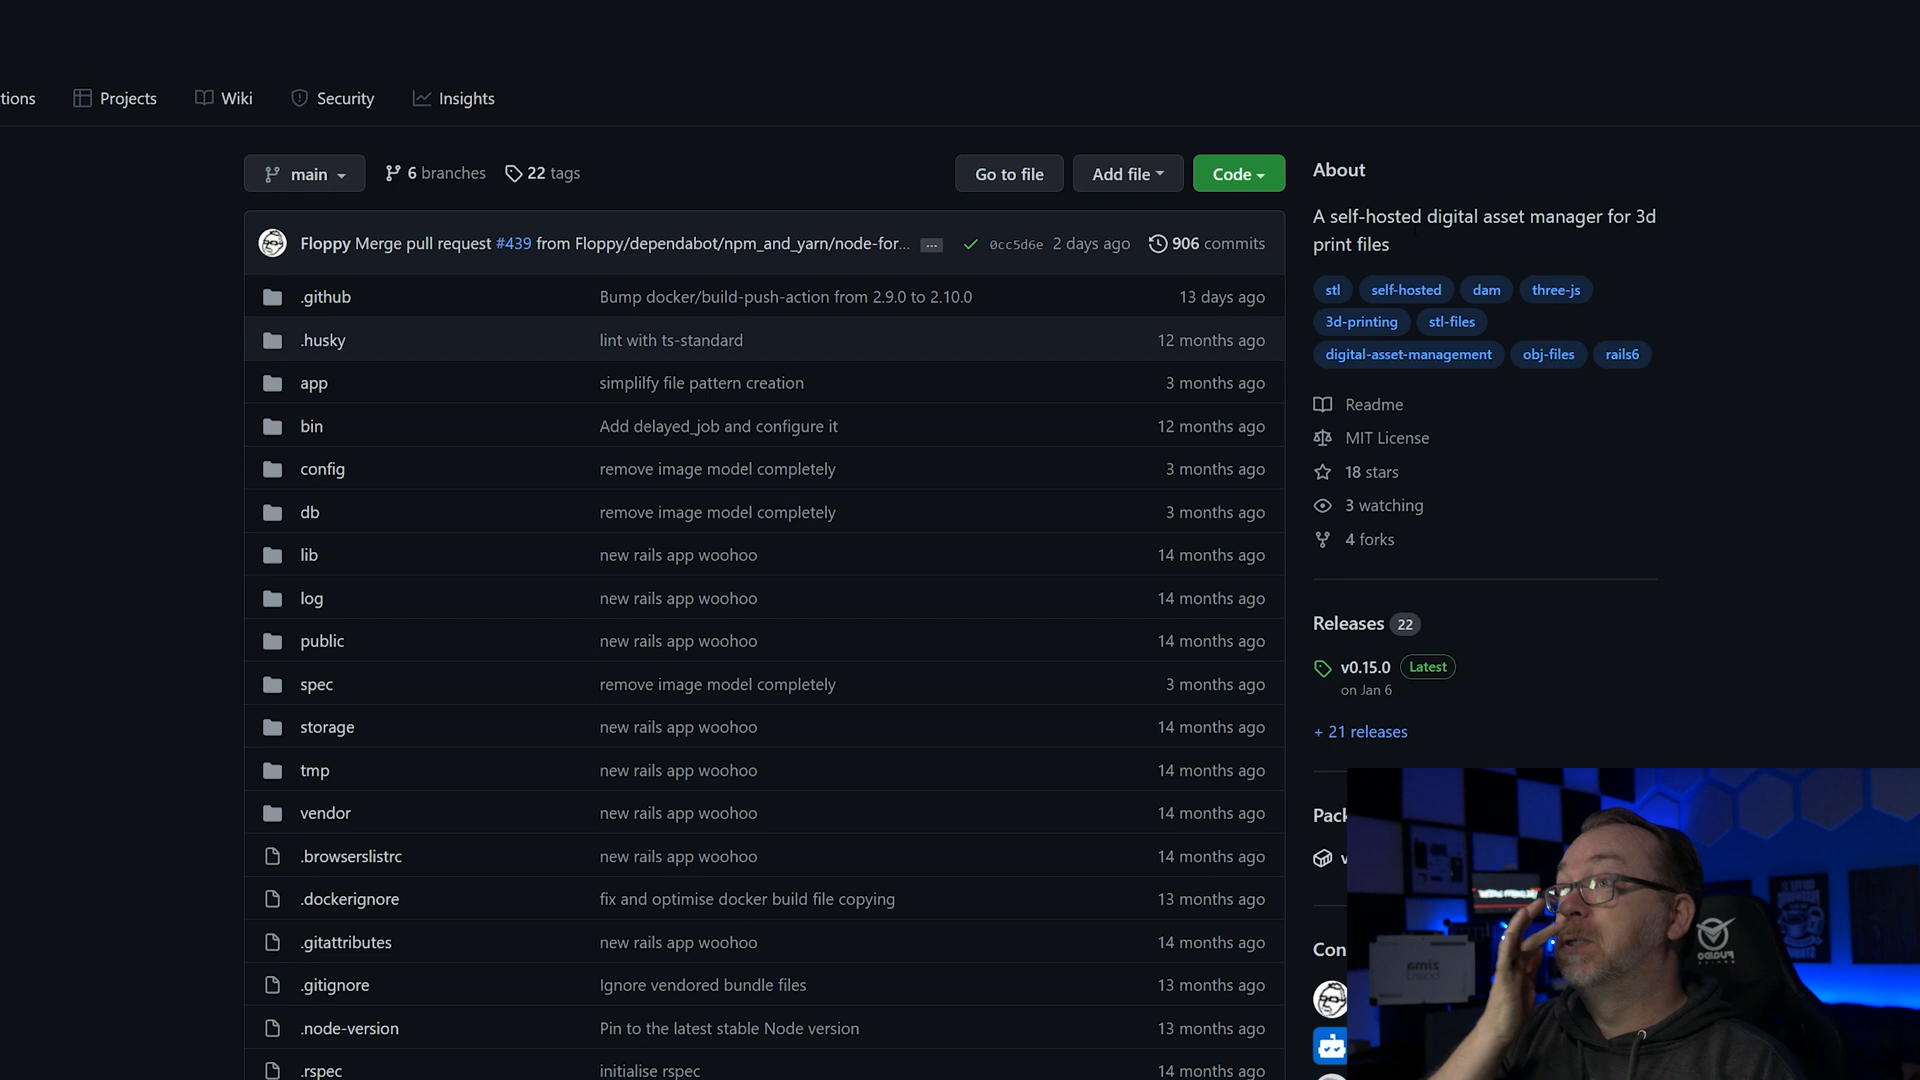 tions Projects Wiki Security Insights
main 6 branches 22 tags Go to file Add file Code
Floppy Merge pull request #439 from Floppy/dependabot/npm_and_yarn/node-for... ... 0cc5d6e 2 days ago 906 commits
.github Bump docker/build-push-action from 2.9.0 to 2.10.0 13 days ago
.husky lint with ts-standard 12 months ago
app simplilfy file pattern creation 3 months ago
bin Add delayed_job and configure it 12 months ago
config remove image model completely 3 months ago
db remove image model completely 3 months ago
lib new rails app woohoo 14 months ago
log new rails app woohoo 14 months ago
public new rails app woohoo 14 months ago
spec remove image model completely 3 months ago
storage new rails app woohoo 14 months ago
tmp new rails app woohoo 14 months ago
vendor new rails app woohoo 14 months ago
.browserslistrc new rails app woohoo 14 months ago
.dockerignore fix and optimise docker build file copying 13 months ago
.gitattributes new rails app woohoo 14 months ago
.gitignore Ignore vendored bundle files 13 months ago
.node-version Pin to the latest stable Node version 13 months ago
.rspec initialise rspec 14 months ago
About
A self-hosted digital asset manager for 3d
print files
stl self-hosted dam three-js
3d-printing stl-files
digital-asset-management obj-files rails6
Readme
MIT License
18 stars
3 watching
4 forks
Releases 22
v0.15.0 Latest
on Jan 6
+ 21 releases
Pack
v
Con
zima
board